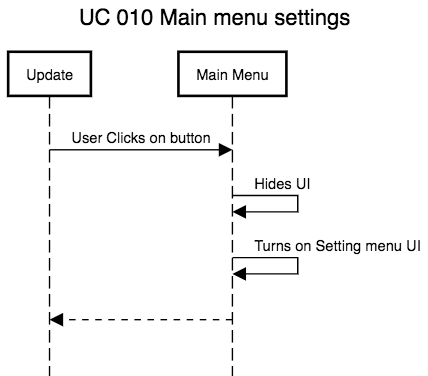 UC 010 Main menu settings
Update
Main Menu
User Clicks on button
Hides UI
Turns on Setting menu UI